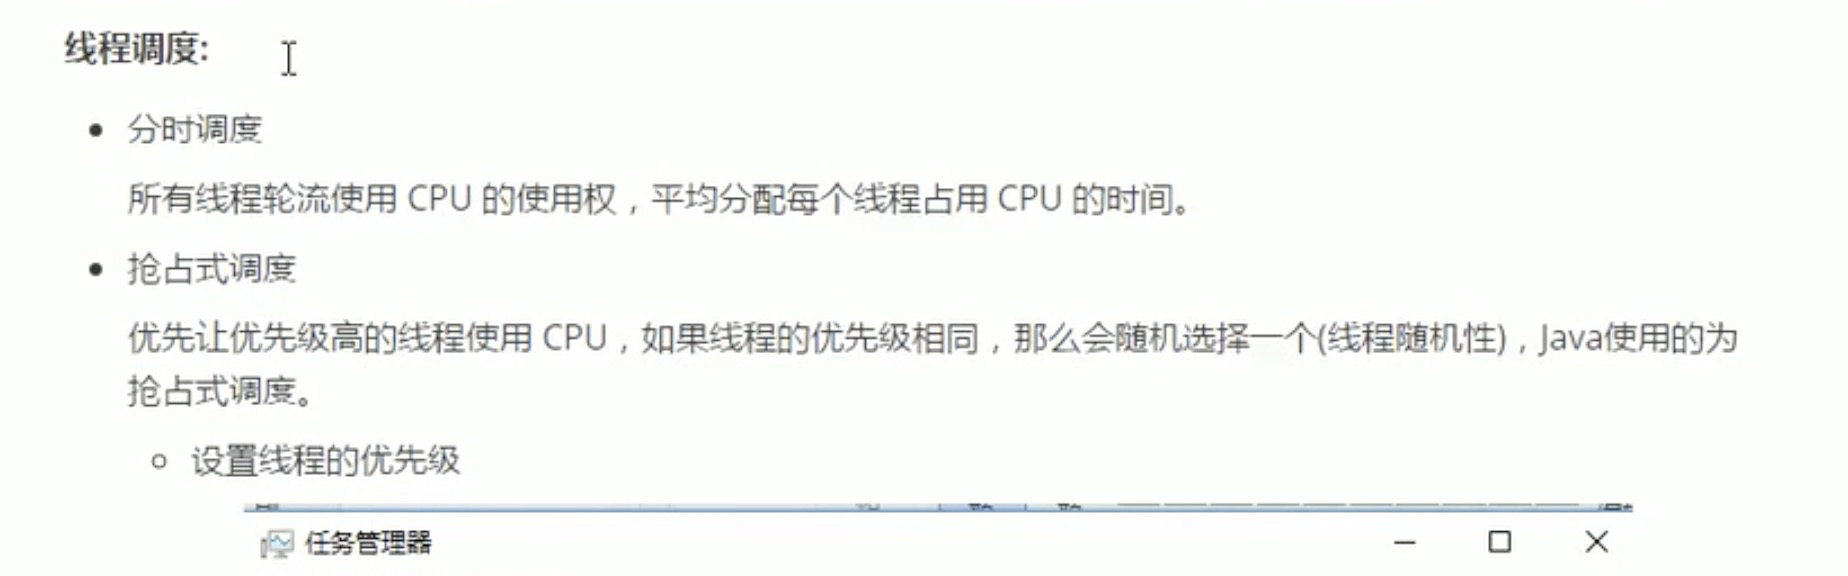 线程调度:
分时调度
所有线程轮流使用 CPU 的使用权，平均分配每个线程占用 CPU 的时间。
抢占式调度
优先让优先级高的线程使用 CPU，如果线程的优先级相同，那么会随机选择一个(线程随机性)，Java使用的为
抢占式调度。
设置线程的优先级
任务管理器